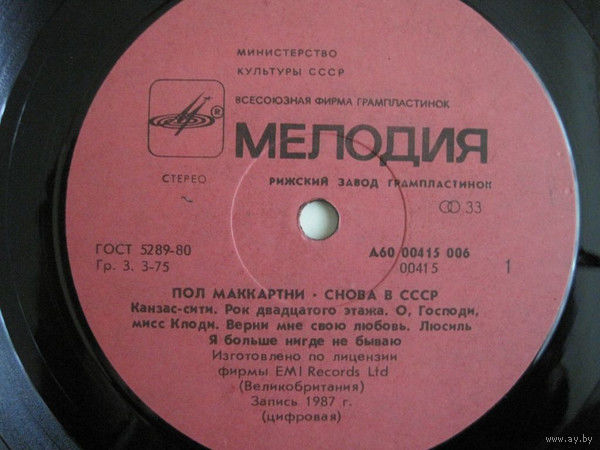 МИНИСТЕРСТВО
КУЛЬТУРЫ СССР
ВСЕСОЮЗНАЯ ФИРМА ГРАМПЛАСТИНОК
® МЕЛОДИЯ
СТЕРЕО
РИЖСКИЙ ЗАВОД ГРАМПЛАСТИНОК
33
ГОСТ 5289-80
Гр. 3. 3-75
А60 00415 006
00415
1
ПОЛ МАККАРТНИ · СНОВА В СССР
Канзас-сити. Рок двадцатого этажа. О, Господи,
мисс Клоди. Верни мне свою любовь. Люсиль
Я больше нигде не бываю
Изготовлено по лицензии
фирмы EMI Records Ltd
(Великобритания)
Запись 1987 г.
(цифровая)
www.ay.by